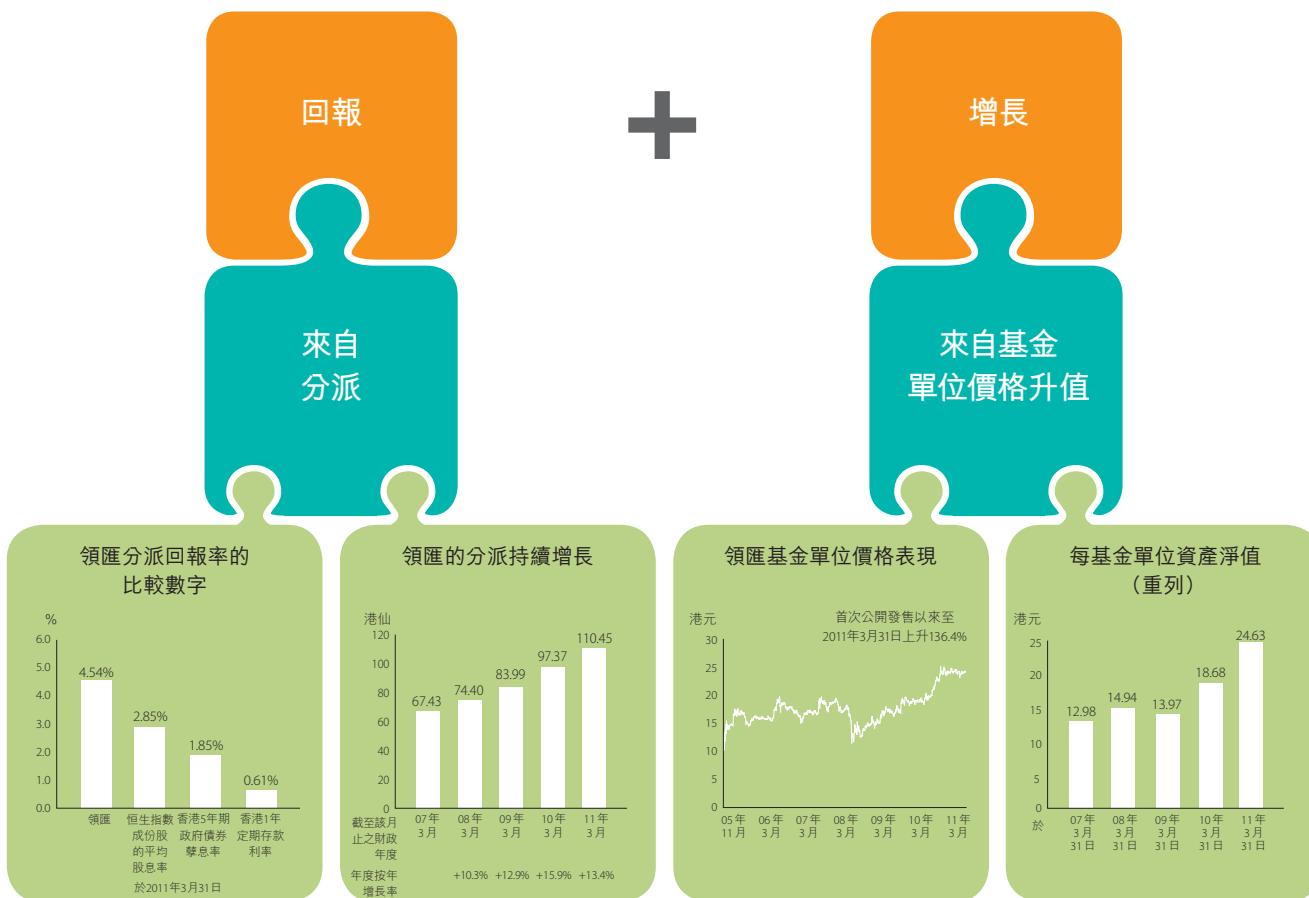 回報
增長
來自
分派
來自基金
單位價格升值
領匯分派回報率的
比較數字
%
6.0
5.0
4.0
3.0
2.0
1.0
0.0
4.54%
2.85%
1.85%
0.61%
領匯
恒生指數
成份股
的平均
股息率
香港5年期
政府債券
孳息率
香港1年
定期存款
利率
於2011年3月31日
領匯的分派持續增長
港仙
120
100
80
60
40
20
0
67.43
74.40
83.99
97.37
110.45
截至該月
止之財政
年度
07年
3月
08年
3月
09年
3月
10年
3月
11年
3月
年度按年
增長率
+10.3% +12.9% +15.9% +13.4%
領匯基金單位價格表現
港元
首次公開發售以來至
2011年3月31日上升136.4%
30
25
20
15
10
5
0
05年
11月
06年
3月
07年
3月
08年
3月
09年
3月
10年
3月
11年
3月
每基金單位資產淨值
（重列）
港元
25
20
15
10
5
0
12.98
14.94
13.97
18.68
24.63
於
07年
3月
31日
08年
3月
31日
09年
3月
31日
10年
3月
31日
11年
3月
31日